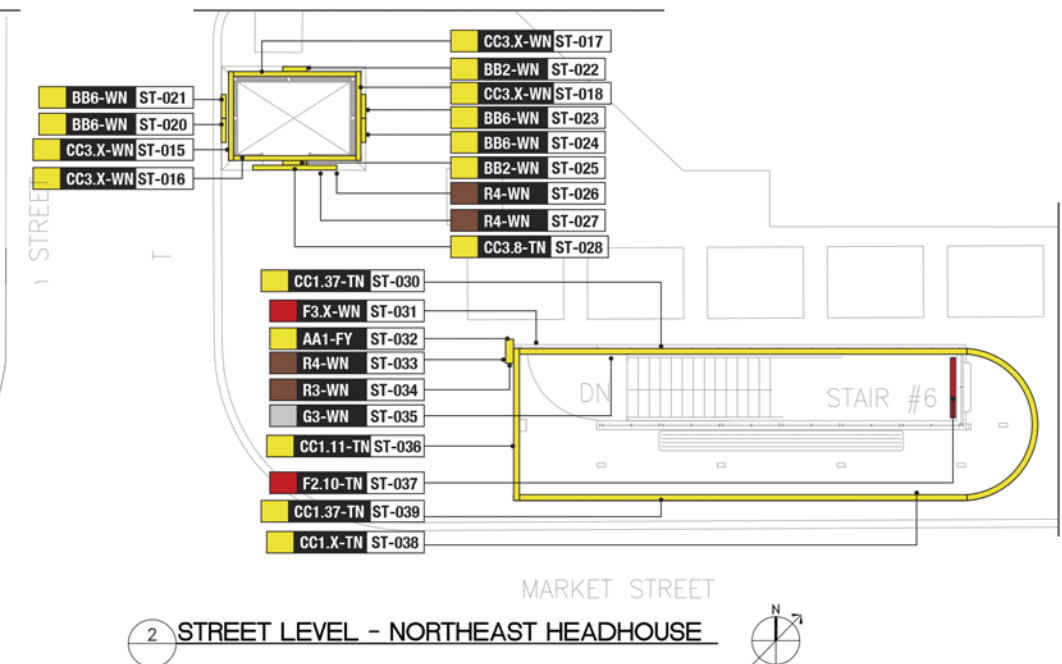 CC3.X-WN ST-017
BB2-WN ST-022
CC3.X-WN ST-018
BB6-WN ST-023
BB6-WN ST-024
BB2-WN ST-025
R4-WN ST-026
R4-WN ST-027
CC3.8-TN ST-028
BB6-WN ST-021
BB6-WN ST-020
CC3.X-WN ST-015
CC3.X-WN ST-016
STREET
T
CC1.37-TN ST-030
F3.X-WN ST-031
AA1-FY ST-032
R4-WN ST-033
R3-WN ST-034
G3-WN ST-035
CC1.11-TN ST-036
F2.10-TN ST-037
CC1.37-TN ST-039
CC1.X-TN ST-038
DN
STAIR #6
MARKET STREET
2 STREET LEVEL - NORTHEAST HEADHOUSE
N